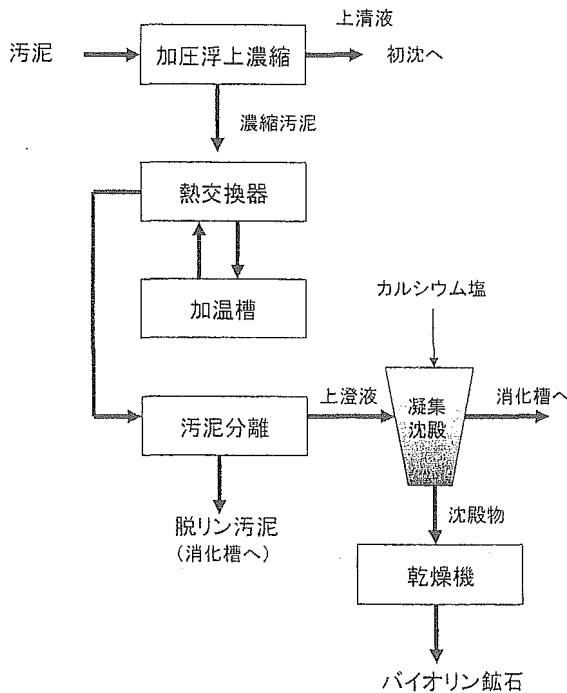 上清液
汚泥
加圧浮上濃縮
初沈へ
濃縮汚泥
熱交換器
加温槽
カルシウム塩
汚泥分離
上澄液
凝集
沈殿
消化槽へ
脱リン汚泥
(消化槽へ)
沈殿物
乾燥機
バイオリン鉱石